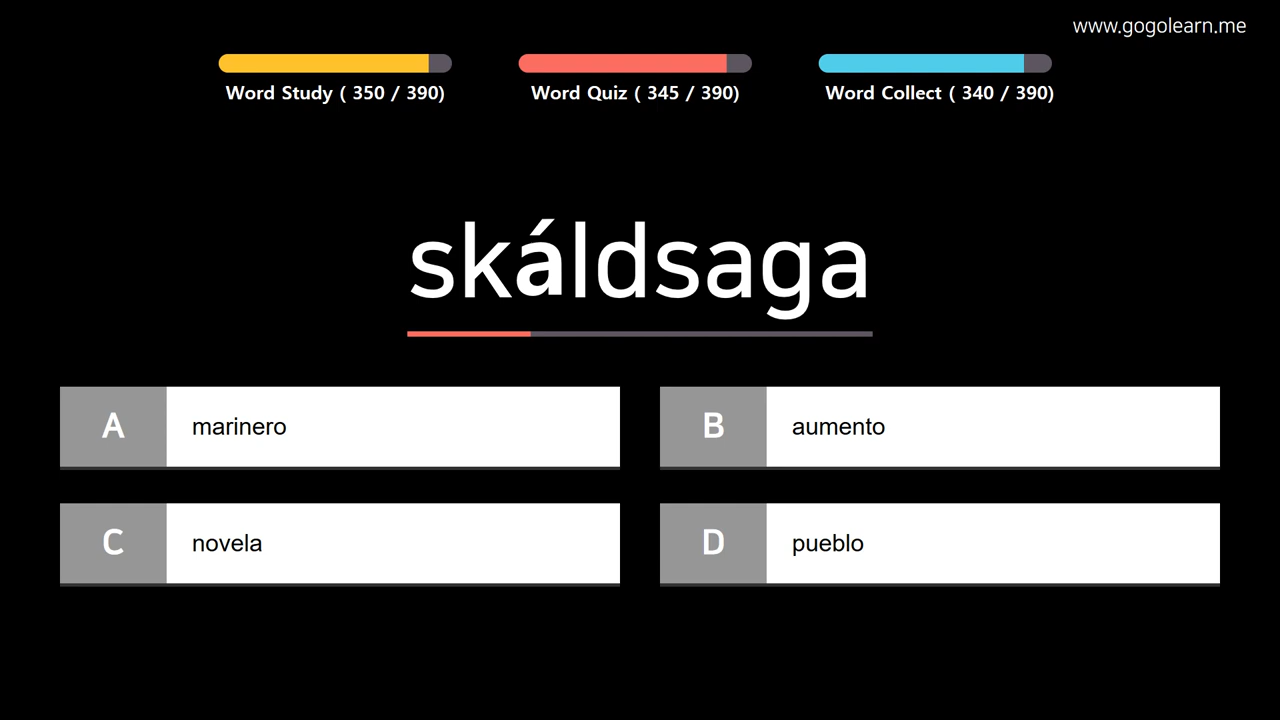 www.gogolearn.me
Word Study ( 350 / 390)
Word Quiz ( 345 / 390)
Word Collect ( 340 / 390)
skáldsaga
A marinero
B aumento
C novela
D pueblo